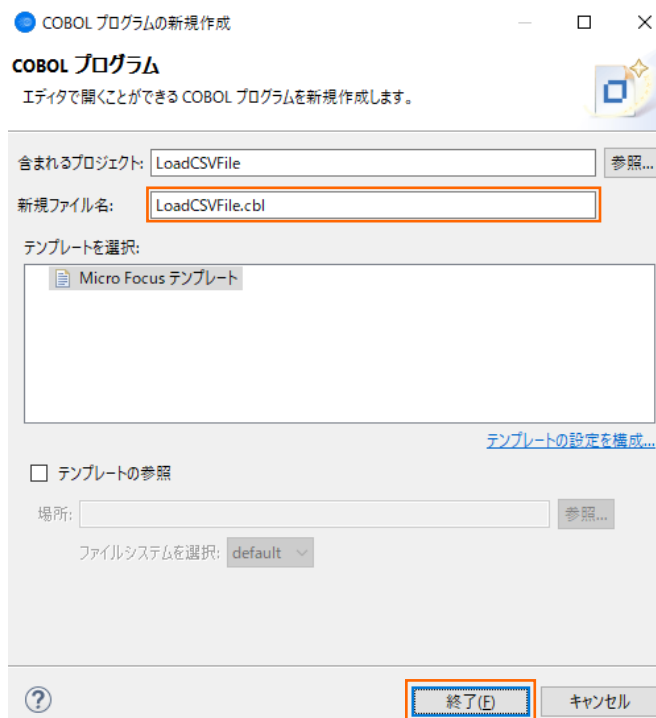 COBOL プログラムの新規作成
COBOL プログラム
エディタで開くことができる COBOL プログラムを新規作成します。
含まれるプロジェクト: LoadCSVFile 参照...
新規ファイル名: LoadCSVFile.cbl
テンプレートを選択:
Micro Focus テンプレート
テンプレートの設定を構成...
テンプレートの参照
場所: 参照...
ファイルシステムを選択: default
? 終了(F) キャンセル